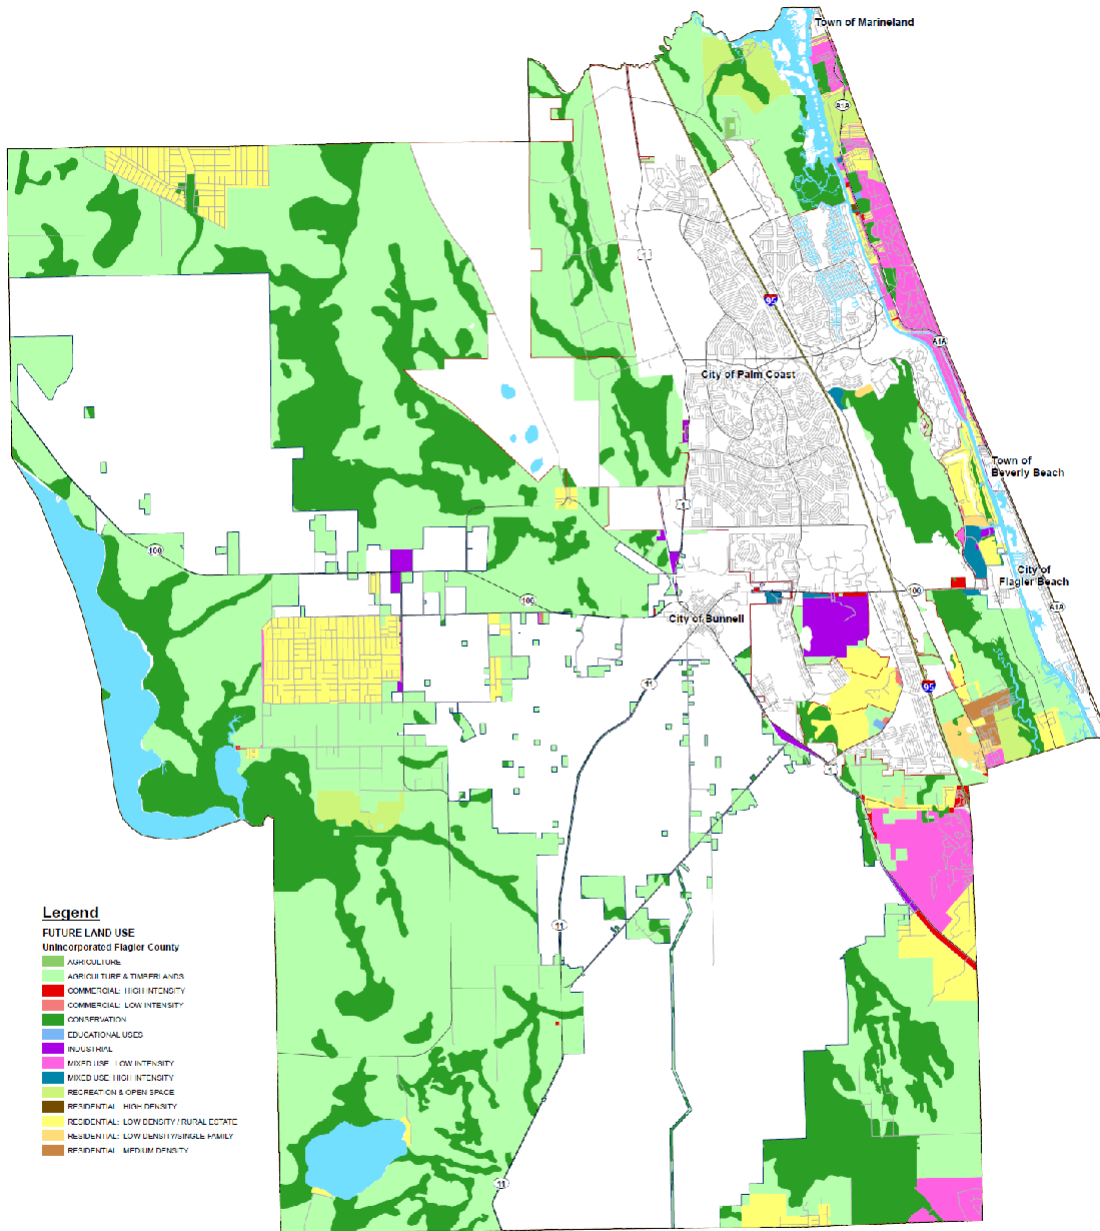 Town of Marineland
A1A
1
95
A1A
City of Palm Coast
Town of
Beverly Beach
1
100
City of
Flagler Beach
100
100
A1A
City of Bunnell
11
95
1
Legend
FUTURE LAND USE
Unincorporated Flagler County
AGRICULTURE
AGRICULTURE & TIMBERLANDS
COMMERCIAL: HIGH INTENSITY
COMMERCIAL: LOW INTENSITY
CONSERVATION
EDUCATIONAL USES
INDUSTRIAL
MIXED USE: LOW INTENSITY
MIXED USE: HIGH INTENSITY
RECREATION & OPEN SPACE
RESIDENTIAL: HIGH DENSITY
RESIDENTIAL: LOW DENSITY / RURAL ESTATE
RESIDENTIAL: LOW DENSITY/SINGLE FAMILY
RESIDENTIAL: MEDIUM DENSITY
11
11